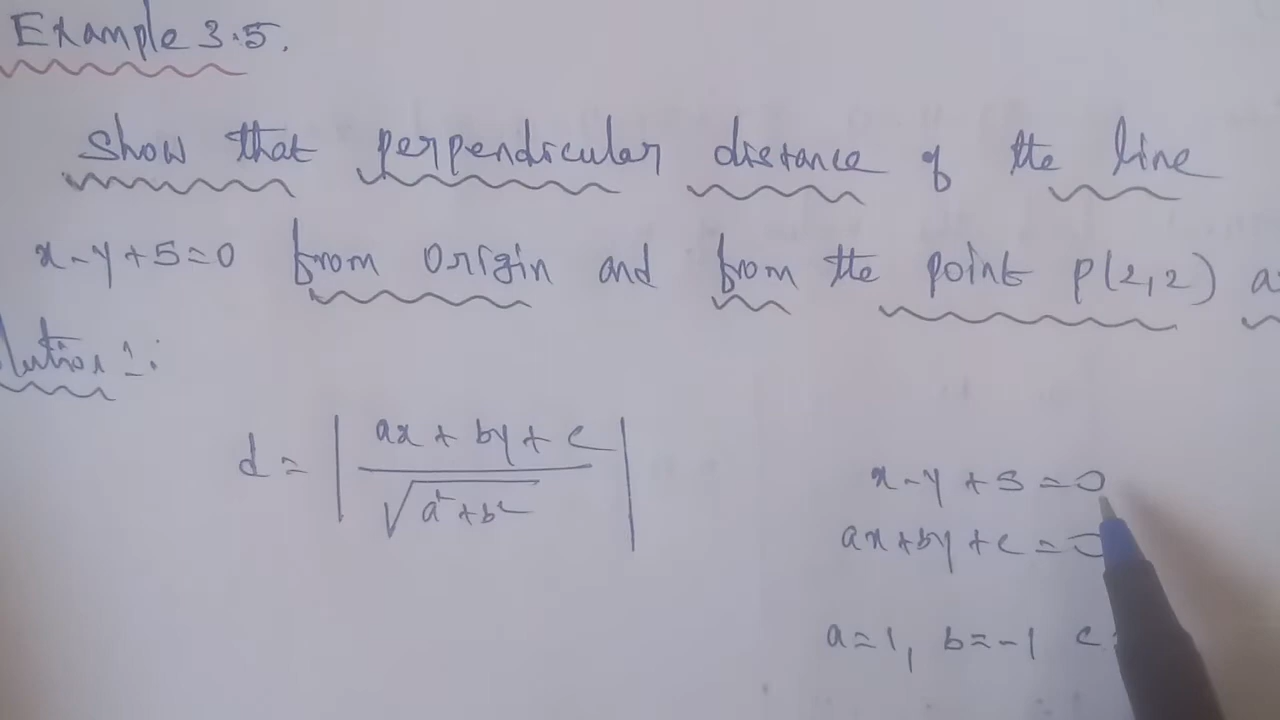 Example 3.5.
Show that perpendicular distance of the line
x-y+5=0 from origin and from the point P(2,2) a
lution :.
d = | ax + by + c / √a²+b² |
x-y+5=0
ax+by+c=0
a=1, b=-1 c